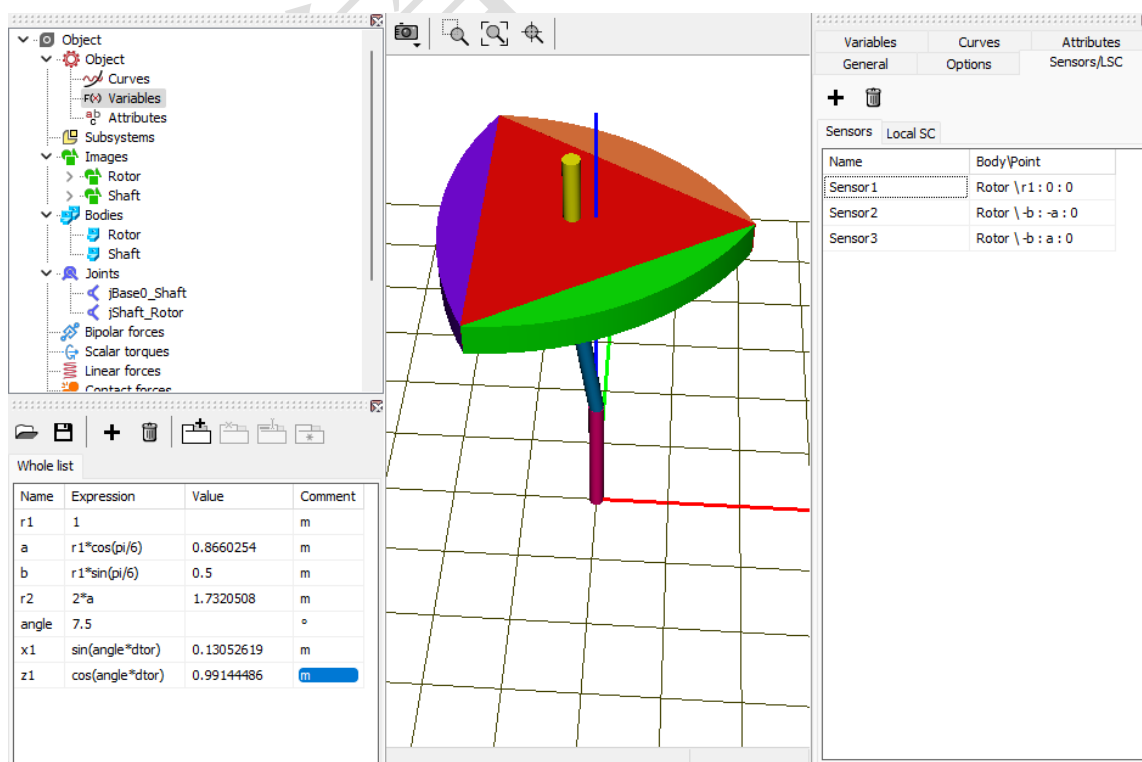 Object
Object
Curves
F(x) Variables
ab c Attributes
Subsystems
Images
Rotor
Shaft
Bodies
Rotor
Shaft
Joints
jBase0_Shaft
jShaft_Rotor
Bipolar forces
Scalar torques
Linear forces
Contact forces
Whole list
Name Expression Value Comment
r1 1 m
a r1*cos(pi/6) 0.8660254 m
b r1*sin(pi/6) 0.5 m
r2 2*a 1.7320508 m
angle 7.5 °
x1 sin(angle*dtor) 0.13052619 m
z1 cos(angle*dtor) 0.99144486 m
Variables Curves Attributes
General Options Sensors/LSC
Sensors Local SC
Name Body\Point
Sensor1 Rotor \ r1 : 0 : 0
Sensor2 Rotor \ -b : -a : 0
Sensor3 Rotor \ -b : a : 0